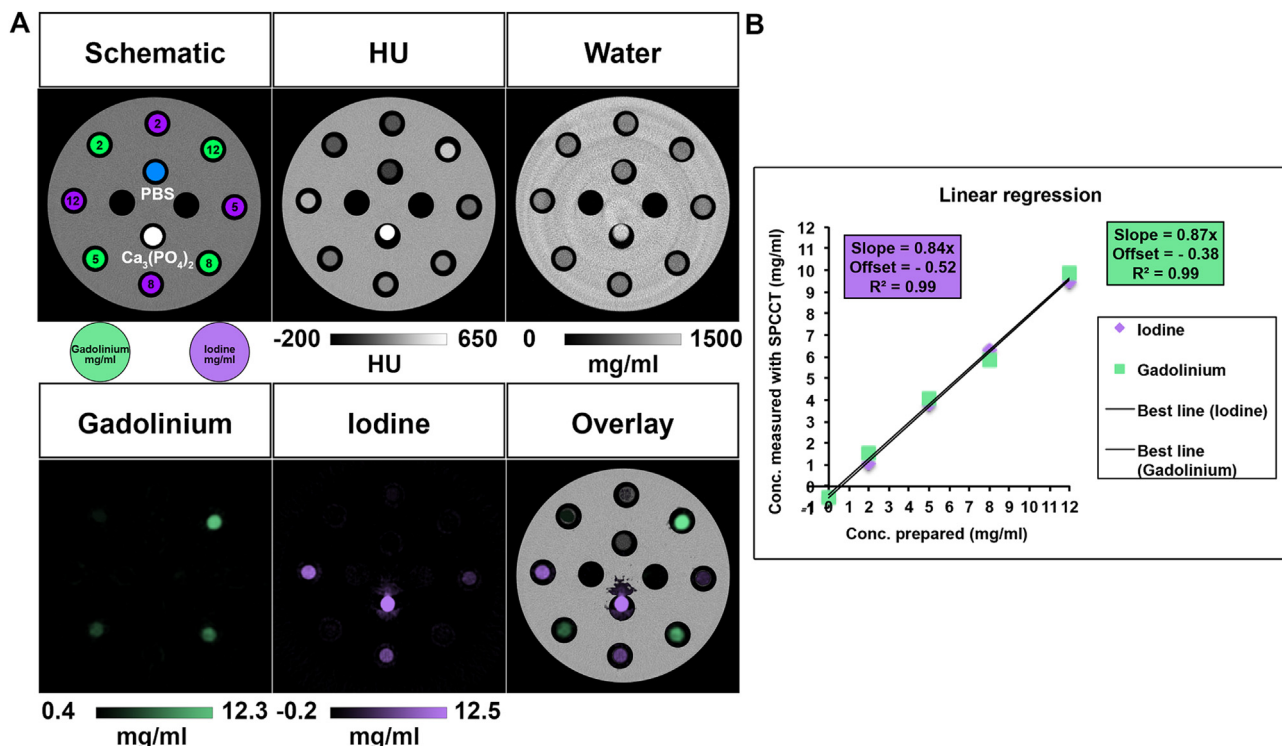 A
Schematic
HU
Water
2
2
12
PBS
12
5
Ca₃(PO₄)₂
5
8
8
Gadolinium
mg/ml
Iodine
mg/ml
-200 650
HU
0 1500
mg/ml
Gadolinium
Iodine
Overlay
0.4 12.3
mg/ml
-0.2 12.5
mg/ml
B
Linear regression
Conc. measured with SPCCT (mg/ml)
12
11
10
9
8
7
6
5
4
3
2
1
0
-1
Slope = 0.84x
Offset = - 0.52
R² = 0.99
Slope = 0.87x
Offset = - 0.38
R² = 0.99
0 1 2 3 4 5 6 7 8 9 10 11 12
Conc. prepared (mg/ml)
Iodine
Gadolinium
Best line (Iodine)
Best line
(Gadolinium)